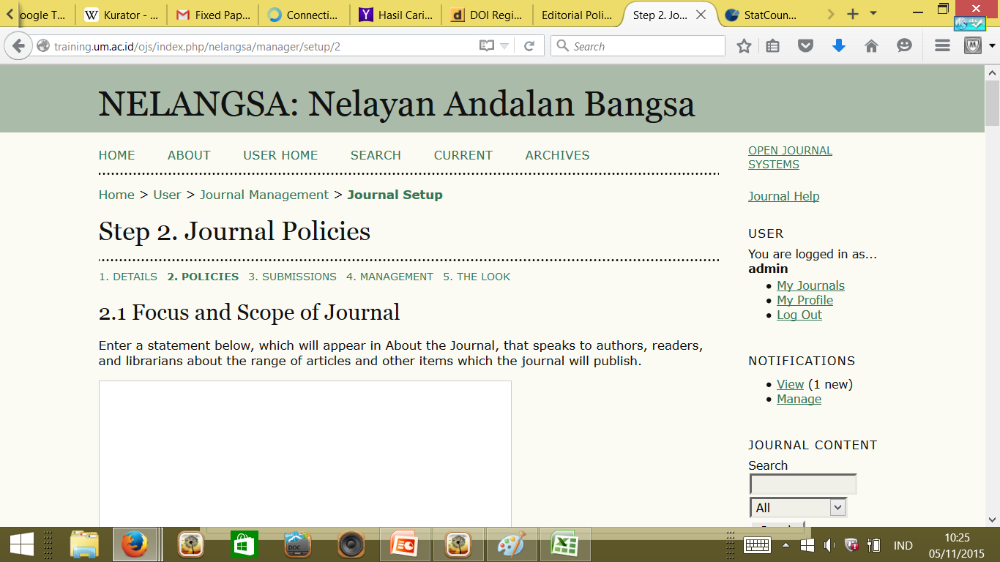 oogle T...
Kurator - ...
Fixed Pap...
Connecti...
Hasil Cari...
DOI Regi...
Editorial Poli...
Step 2. Jo...
StatCoun...
training.um.ac.id/ojs/index.php/nelangsa/manager/setup/2
Search
NELANGSA: Nelayan Andalan Bangsa
HOME ABOUT USER HOME SEARCH CURRENT ARCHIVES
Home > User > Journal Management > Journal Setup
Step 2. Journal Policies
1. DETAILS 2. POLICIES 3. SUBMISSIONS 4. MANAGEMENT 5. THE LOOK
2.1 Focus and Scope of Journal
Enter a statement below, which will appear in About the Journal, that speaks to authors, readers,
and librarians about the range of articles and other items which the journal will publish.
OPEN JOURNAL
SYSTEMS
Journal Help
USER
You are logged in as...
admin
My Journals
My Profile
Log Out
NOTIFICATIONS
View (1 new)
Manage
JOURNAL CONTENT
Search
All
DOC
IND
10:25
05/11/2015